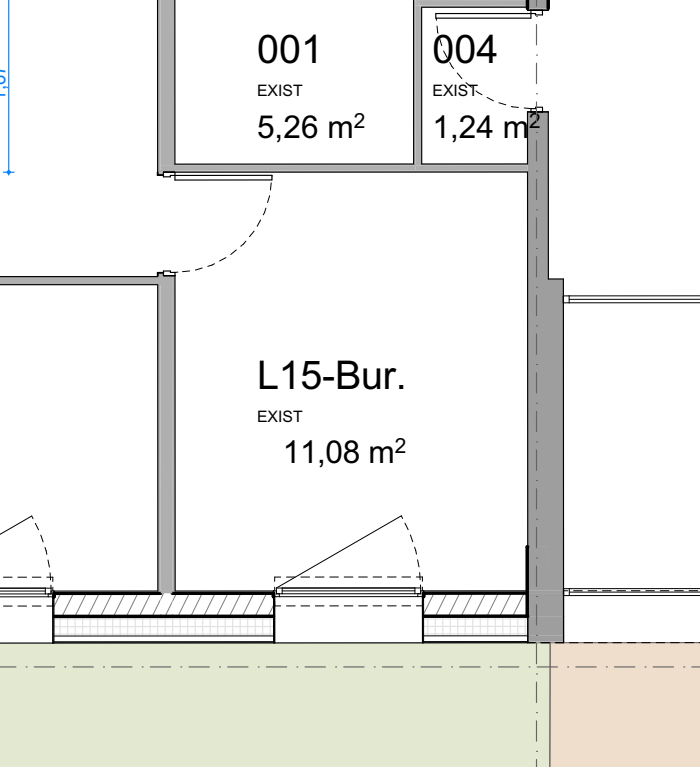 001
EXIST
5,26 m²
004
EXIST
1,24 m²
L15-Bur.
EXIST
11,08 m²